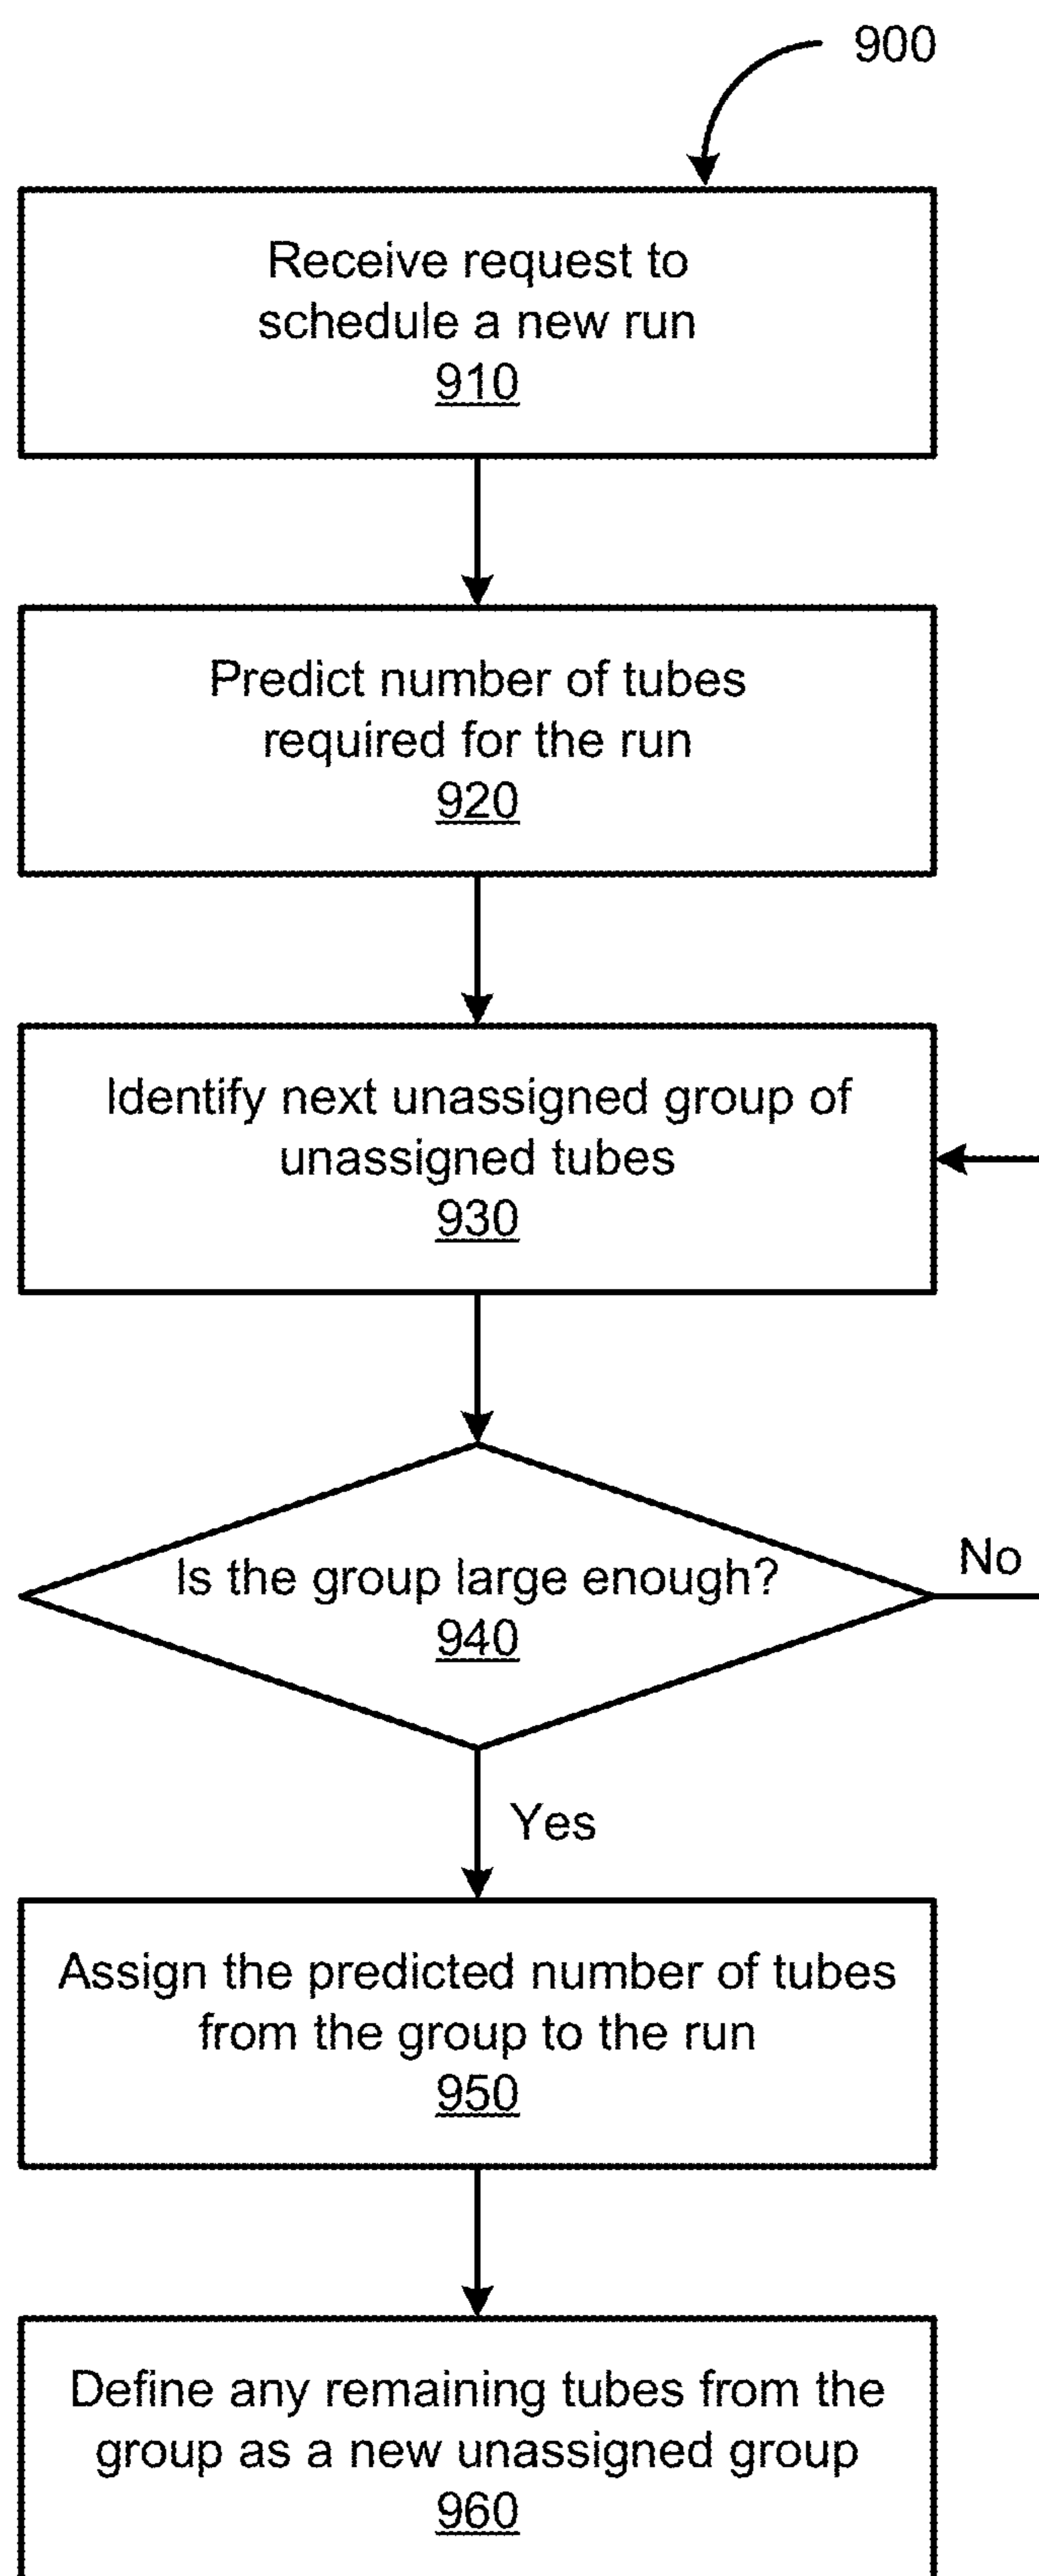 900
Receive request to
schedule a new run
910
Predict number of tubes
required for the run
920
Identify next unassigned group of
unassigned tubes
930
Is the group large enough?
940
No
Yes
Assign the predicted number of tubes
from the group to the run
950
Define any remaining tubes from the
group as a new unassigned group
960